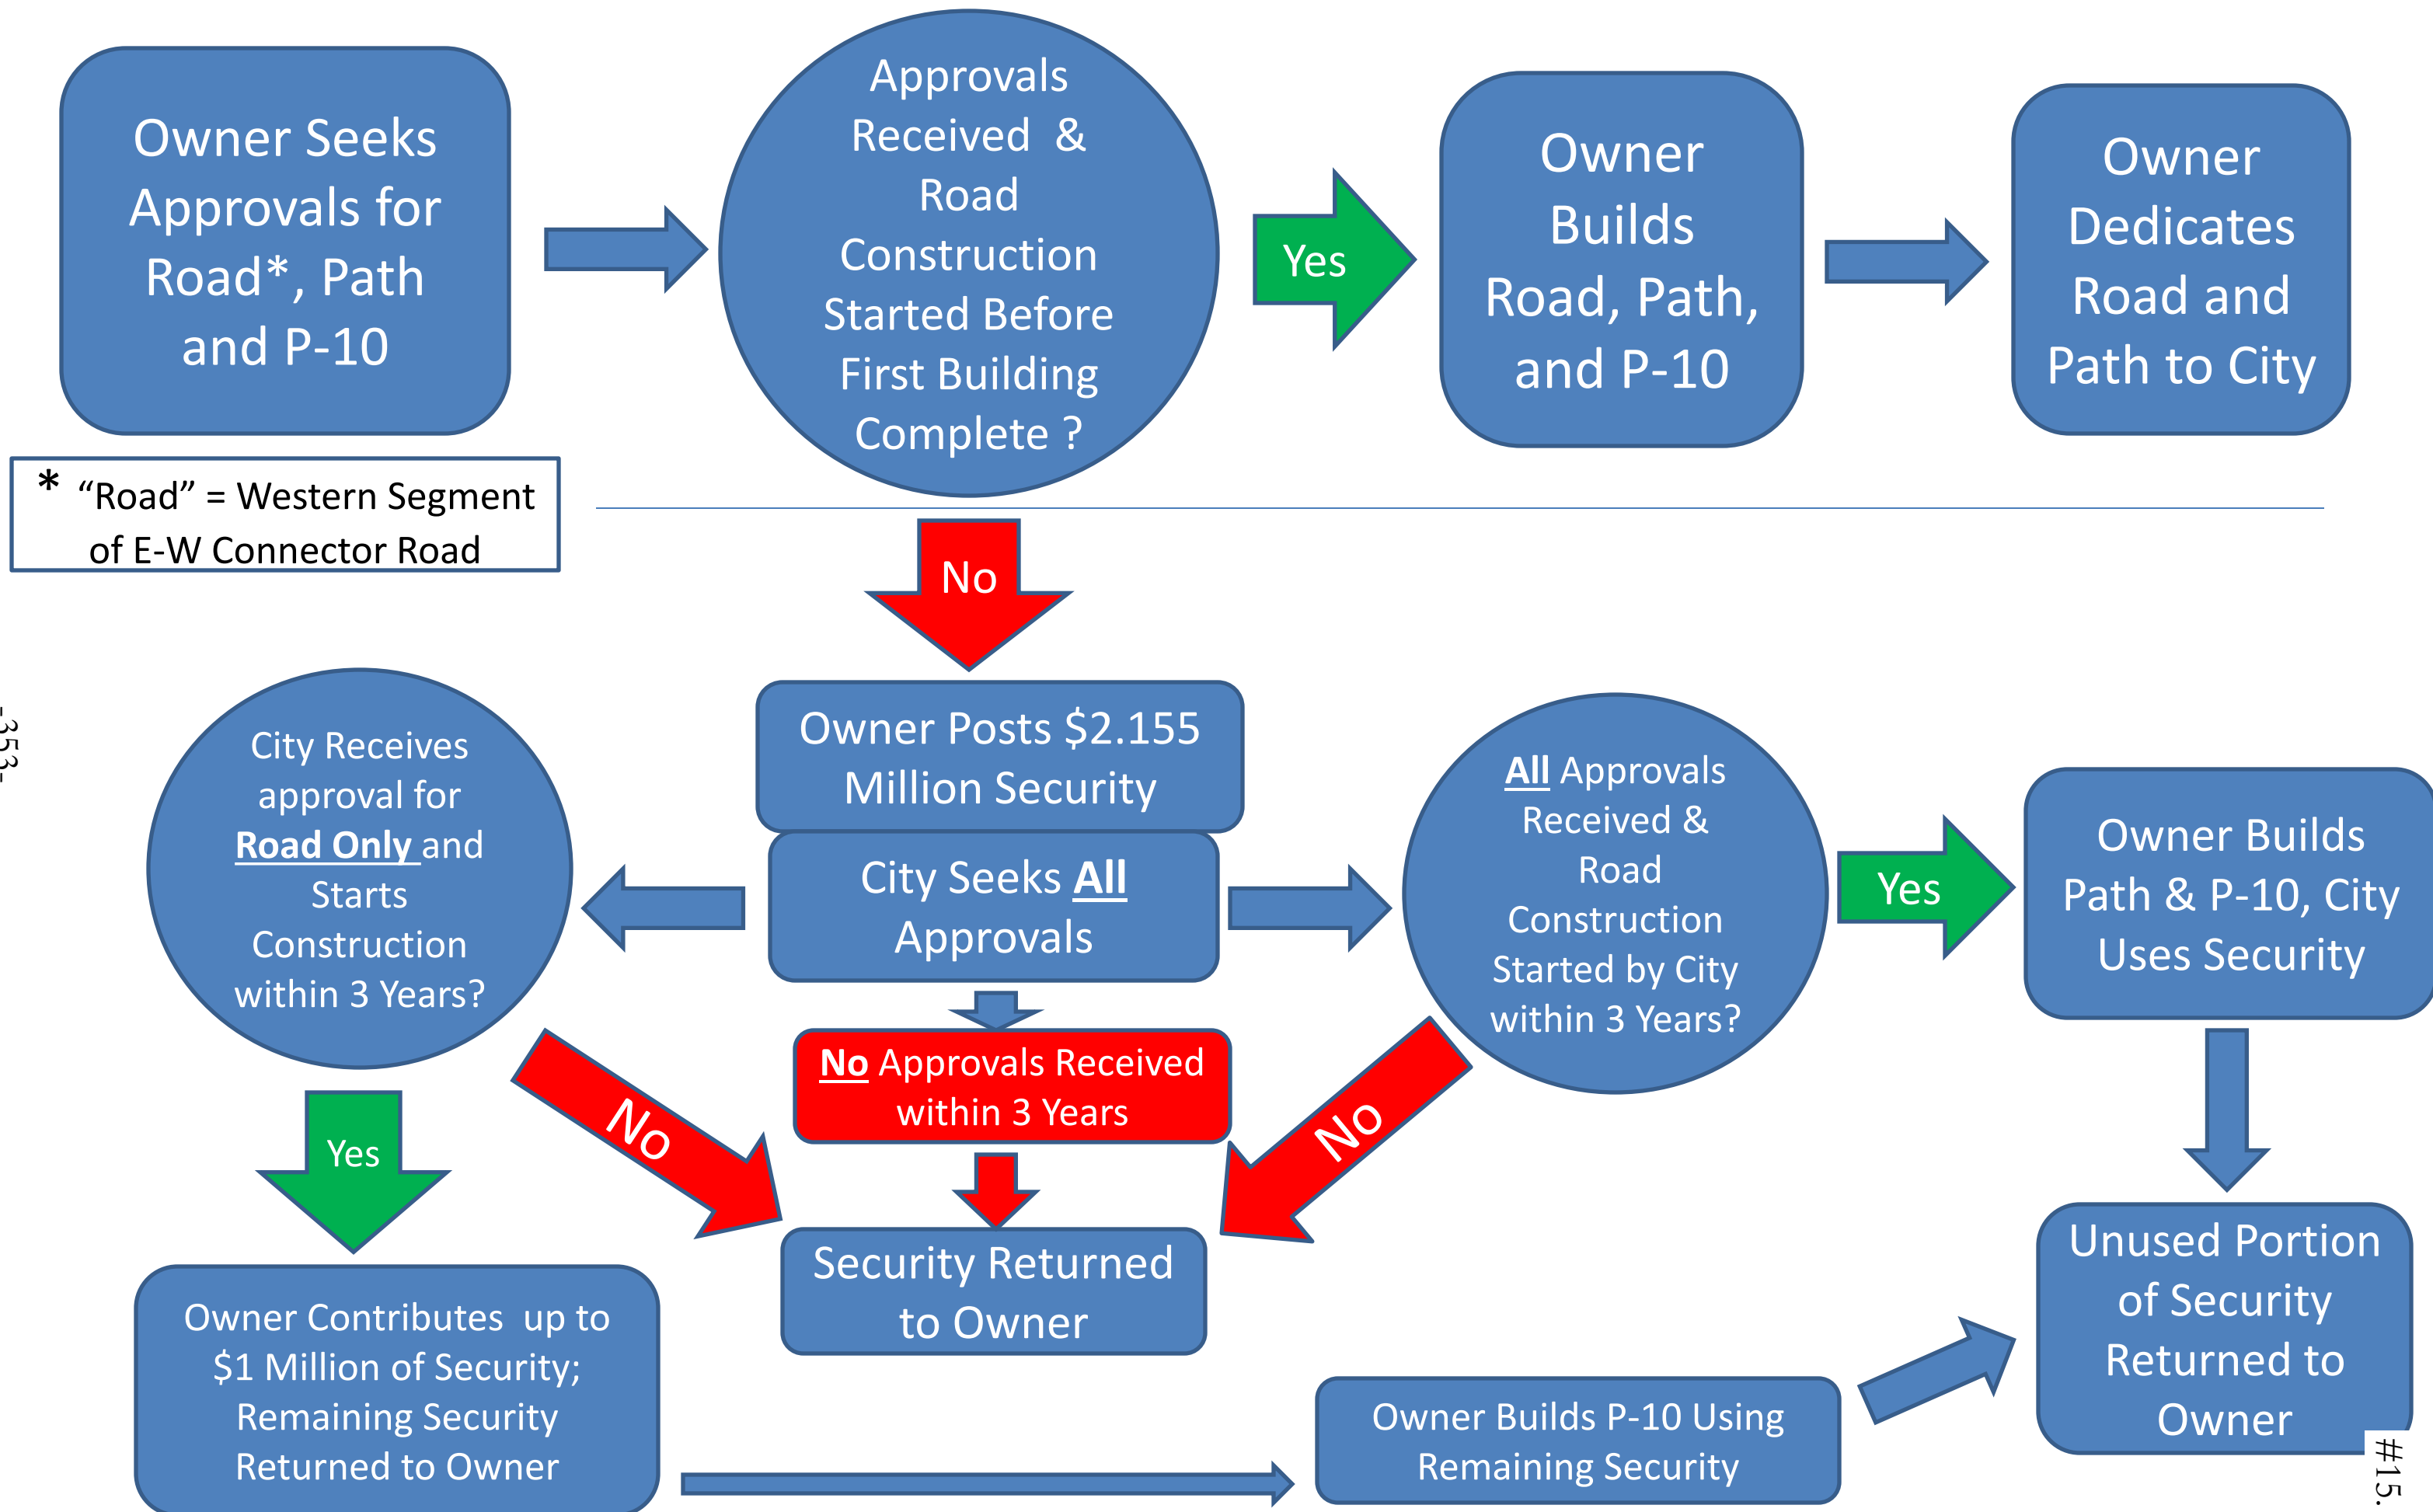 Owner Seeks
Approvals for
Road*, Path
and P-10
Approvals
Received &
Road
Construction
Started Before
First Building
Complete ?
Yes
Owner
Builds
Road, Path,
and P-10
Owner
Dedicates
Road and
Path to City
* “Road” = Western Segment
of E-W Connector Road
No
-353-
City Receives
approval for
Road Only and
Starts
Construction
within 3 Years?
Owner Posts $2.155
Million Security
City Seeks All
Approvals
All Approvals
Received &
Road
Construction
Started by City
within 3 Years?
Yes
Owner Builds
Path & P-10, City
Uses Security
No Approvals Received
within 3 Years
No
No
Yes
Security Returned
to Owner
Unused Portion
of Security
Returned to
Owner
Owner Contributes up to
$1 Million of Security;
Remaining Security
Returned to Owner
Owner Builds P-10 Using
Remaining Security
#15.